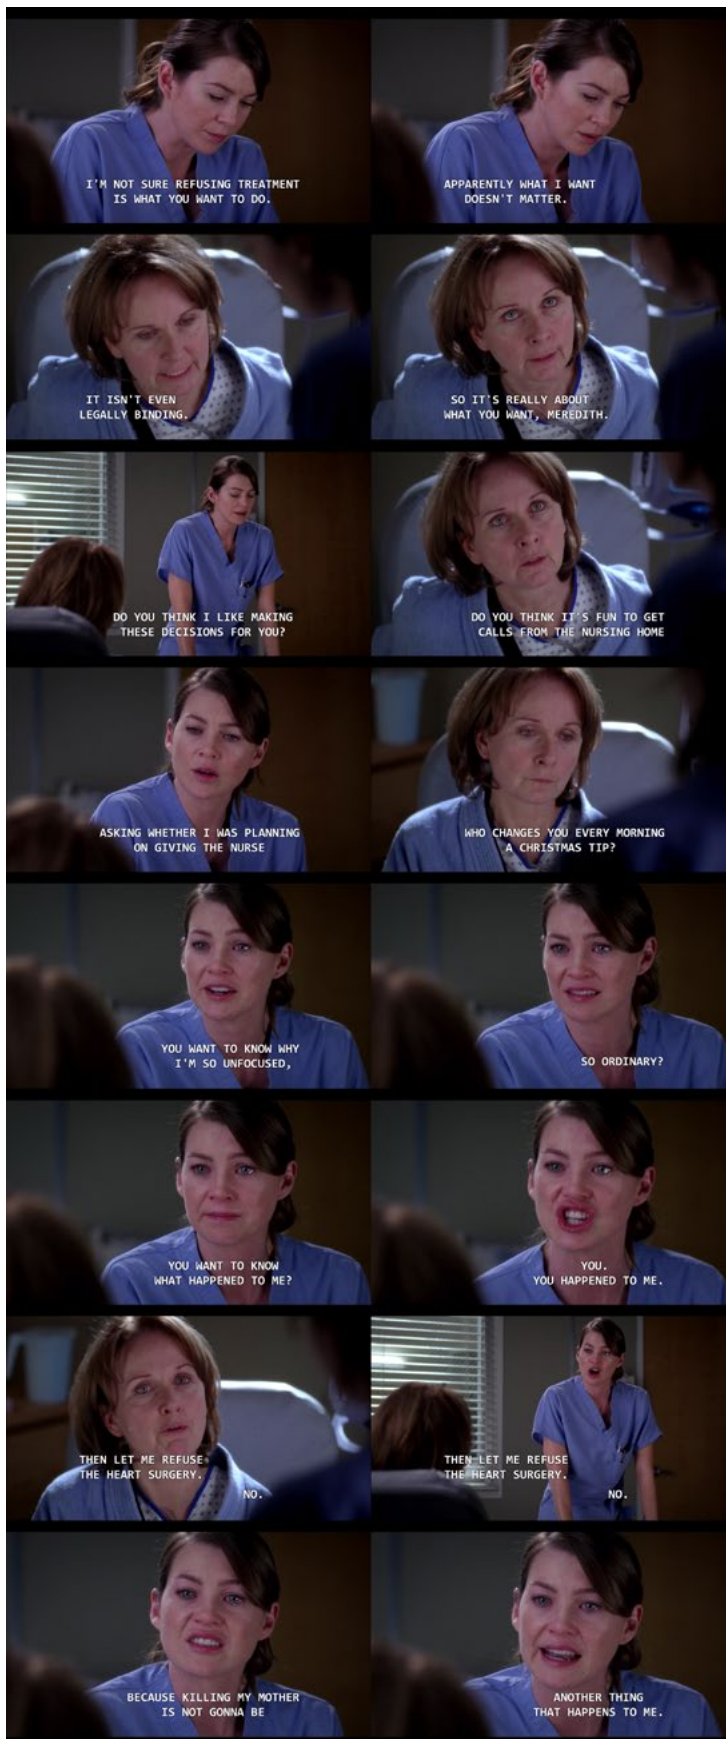 I'M NOT SURE REFUSING TREATMENT
IS WHAT YOU WANT TO DO.
APPARENTLY WHAT I WANT
DOESN'T MATTER.
IT ISN'T EVEN
LEGALLY BINDING.
SO IT'S REALLY ABOUT
WHAT YOU WANT, MEREDITH.
DO YOU THINK I LIKE MAKING
THESE DECISIONS FOR YOU?
DO YOU THINK IT'S FUN TO GET
CALLS FROM THE NURSING HOME
ASKING WHETHER I WAS PLANNING
ON GIVING THE NURSE
WHO CHANGES YOU EVERY MORNING
A CHRISTMAS TIP?
YOU WANT TO KNOW WHY
I'M SO UNFOCUSED,
SO ORDINARY?
YOU WANT TO KNOW
WHAT HAPPENED TO ME?
YOU.
YOU HAPPENED TO ME.
THEN LET ME REFUSE
THE HEART SURGERY.
NO.
THEN LET ME REFUSE
THE HEART SURGERY.
NO.
BECAUSE KILLING MY MOTHER
IS NOT GONNA BE
ANOTHER THING
THAT HAPPENS TO ME.